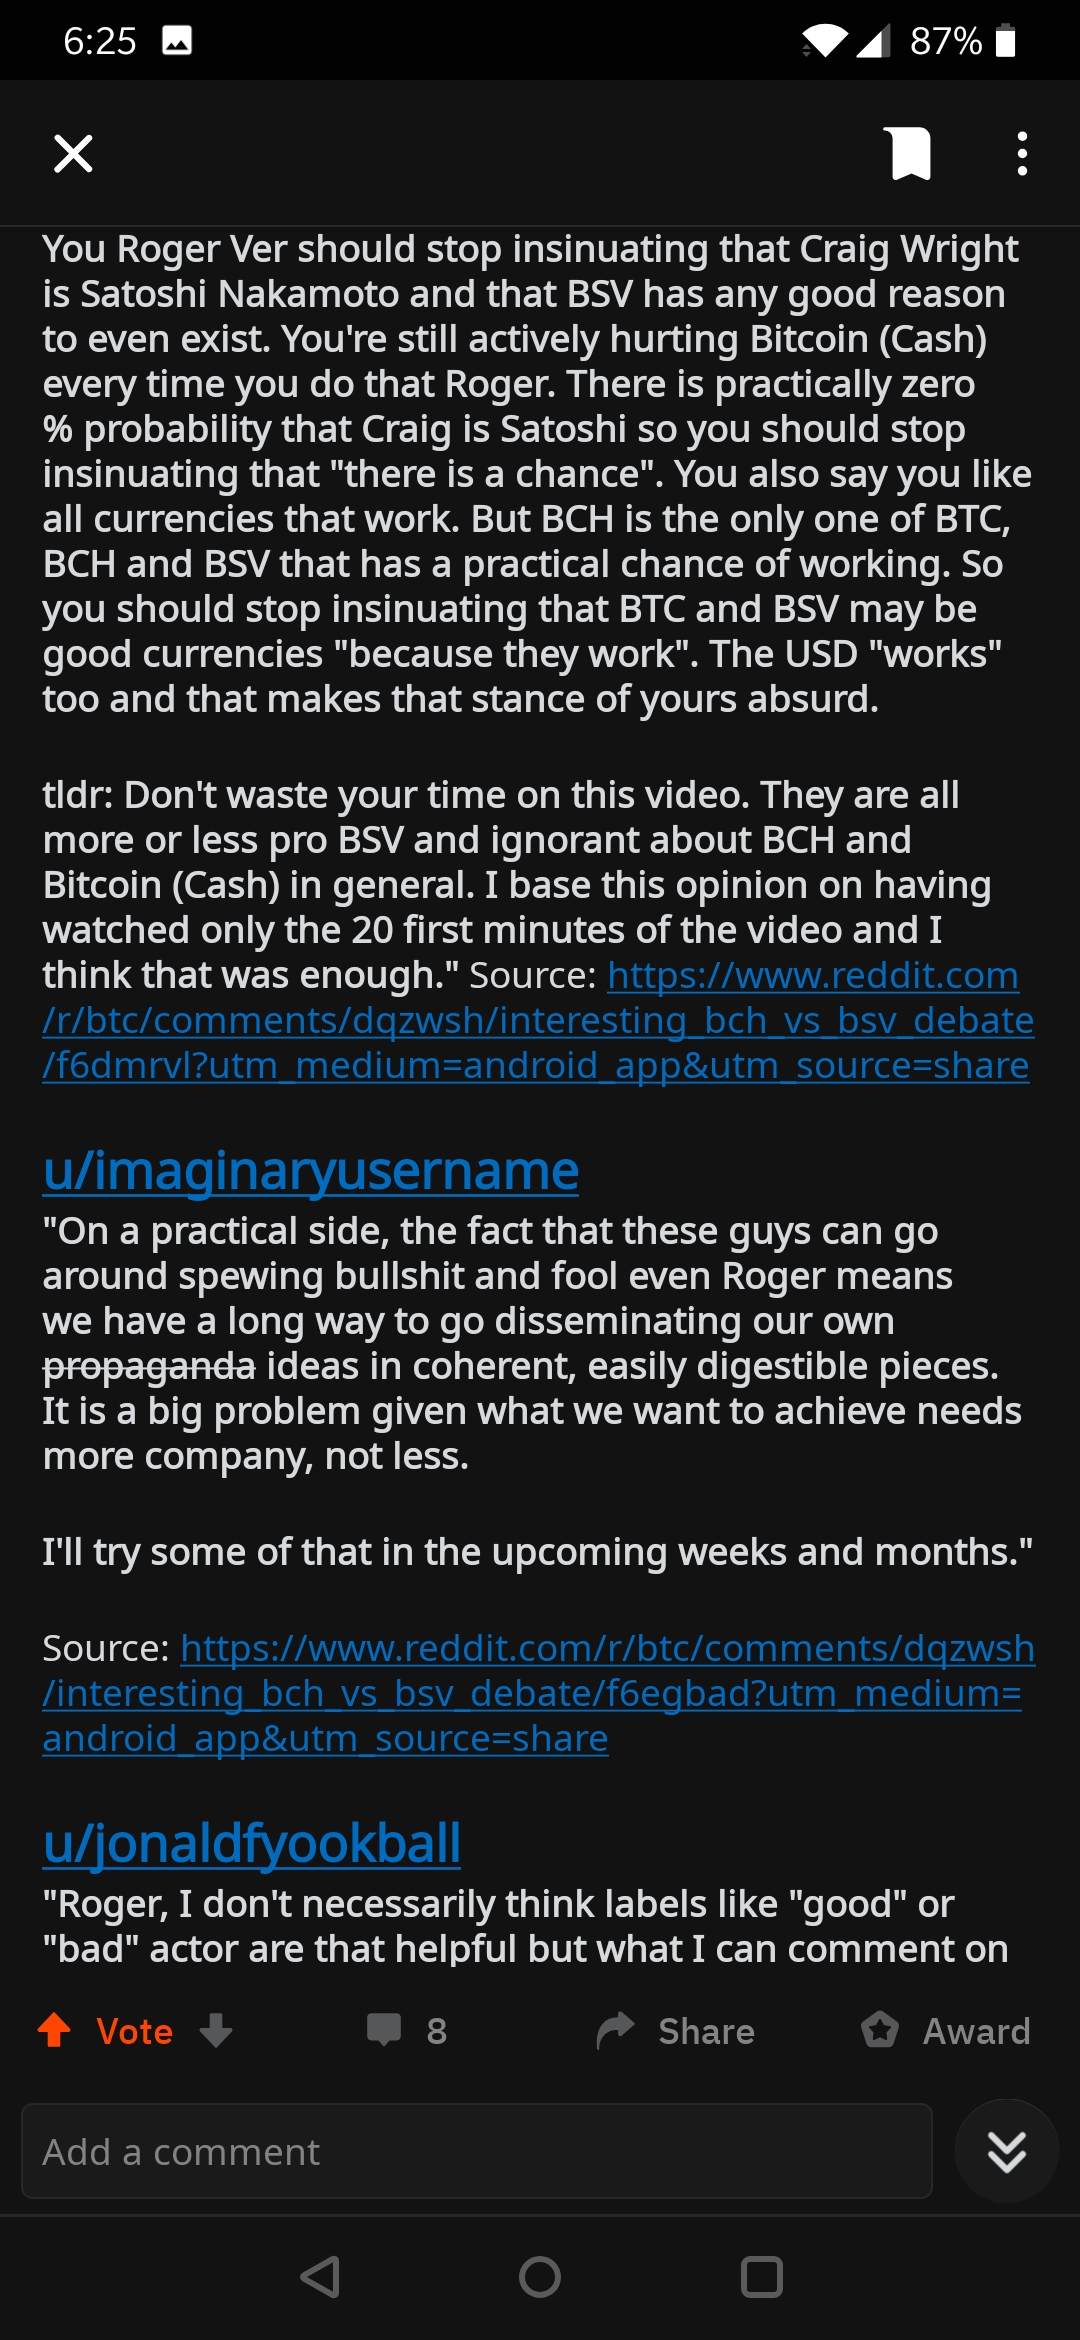 6:25
87%
You Roger Ver should stop insinuating that Craig Wright
is Satoshi Nakamoto and that BSV has any good reason
to even exist. You're still actively hurting Bitcoin (Cash)
every time you do that Roger. There is practically zero
% probability that Craig is Satoshi so you should stop
insinuating that "there is a chance". You also say you like
all currencies that work. But BCH is the only one of BTC,
BCH and BSV that has a practical chance of working. So
you should stop insinuating that BTC and BSV may be
good currencies "because they work". The USD "works"
too and that makes that stance of yours absurd.
tldr: Don't waste your time on this video. They are all
more or less pro BSV and ignorant about BCH and
Bitcoin (Cash) in general. I base this opinion on having
watched only the 20 first minutes of the video and I
think that was enough." Source: https://www.reddit.com
/r/btc/comments/dqzwsh/interesting_bch_vs_bsv_debate
/f6dmrvl?utm_medium=android_app&utm_source=share
u/imaginaryusername
"On a practical side, the fact that these guys can go
around spewing bullshit and fool even Roger means
we have a long way to go disseminating our own
propaganda ideas in coherent, easily digestible pieces.
It is a big problem given what we want to achieve needs
more company, not less.
I'll try some of that in the upcoming weeks and months."
Source: https://www.reddit.com/r/btc/comments/dqzwsh
/interesting_bch_vs_bsv_debate/f6egbad?utm_medium=
android_app&utm_source=share
u/jonaldfyookball
"Roger, I don't necessarily think labels like "good" or
"bad" actor are that helpful but what I can comment on
Vote 8 Share Award
Add a comment